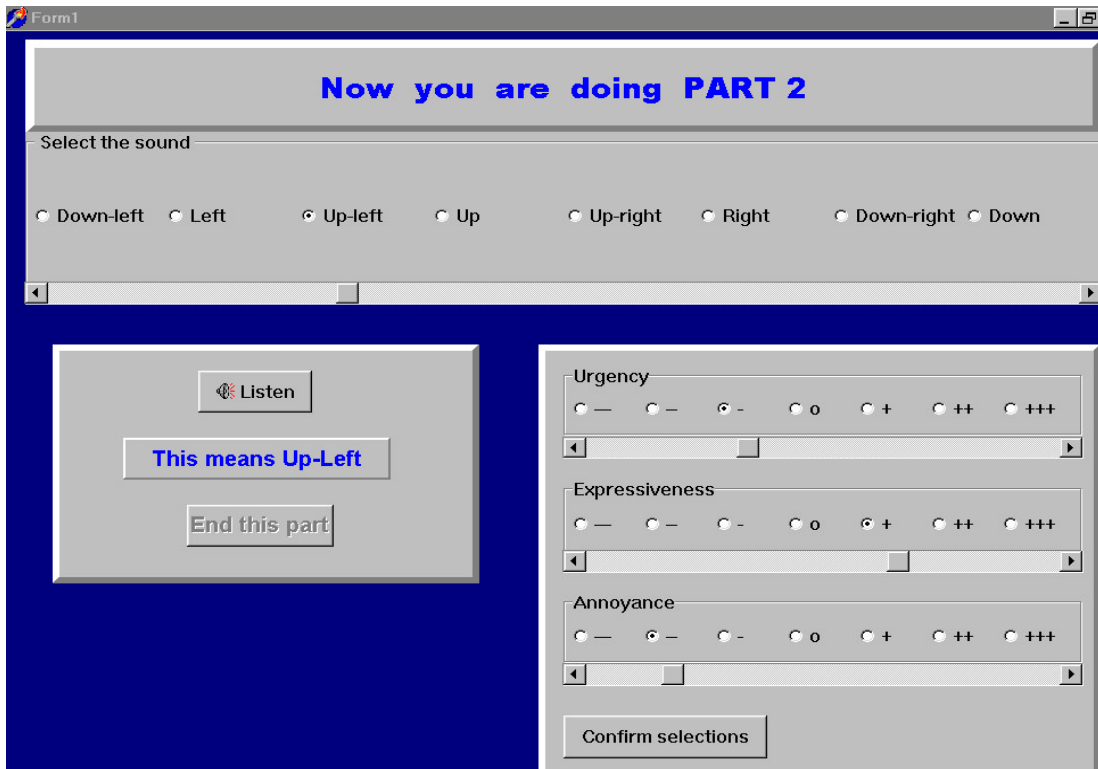 Form1
Now you are doing PART 2
Select the sound
Down-left Left Up-left Up Up-right Right Down-right Down
Listen
This means Up-Left
End this part
Urgency
— – - o + ++ +++
Expressiveness
— – - o + ++ +++
Annoyance
— – - o + ++ +++
Confirm selections